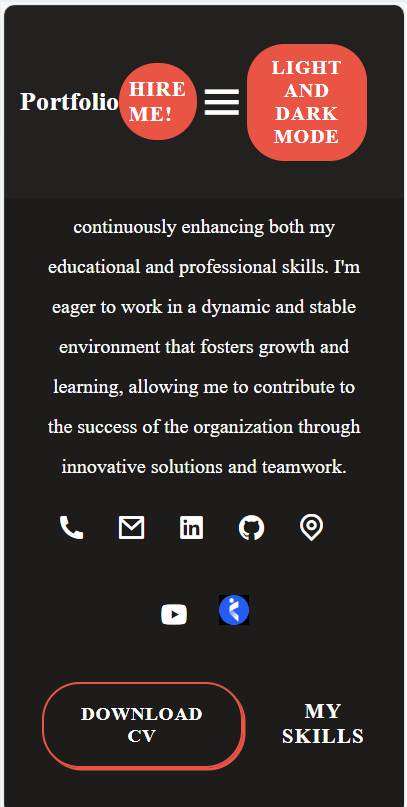 Portfolio
HIRE
ME!
LIGHT
AND
DARK
MODE
continuously enhancing both my
educational and professional skills. I'm
eager to work in a dynamic and stable
environment that fosters growth and
learning, allowing me to contribute to
the success of the organization through
innovative solutions and teamwork.
in
DOWNLOAD
CV
MY
SKILLS